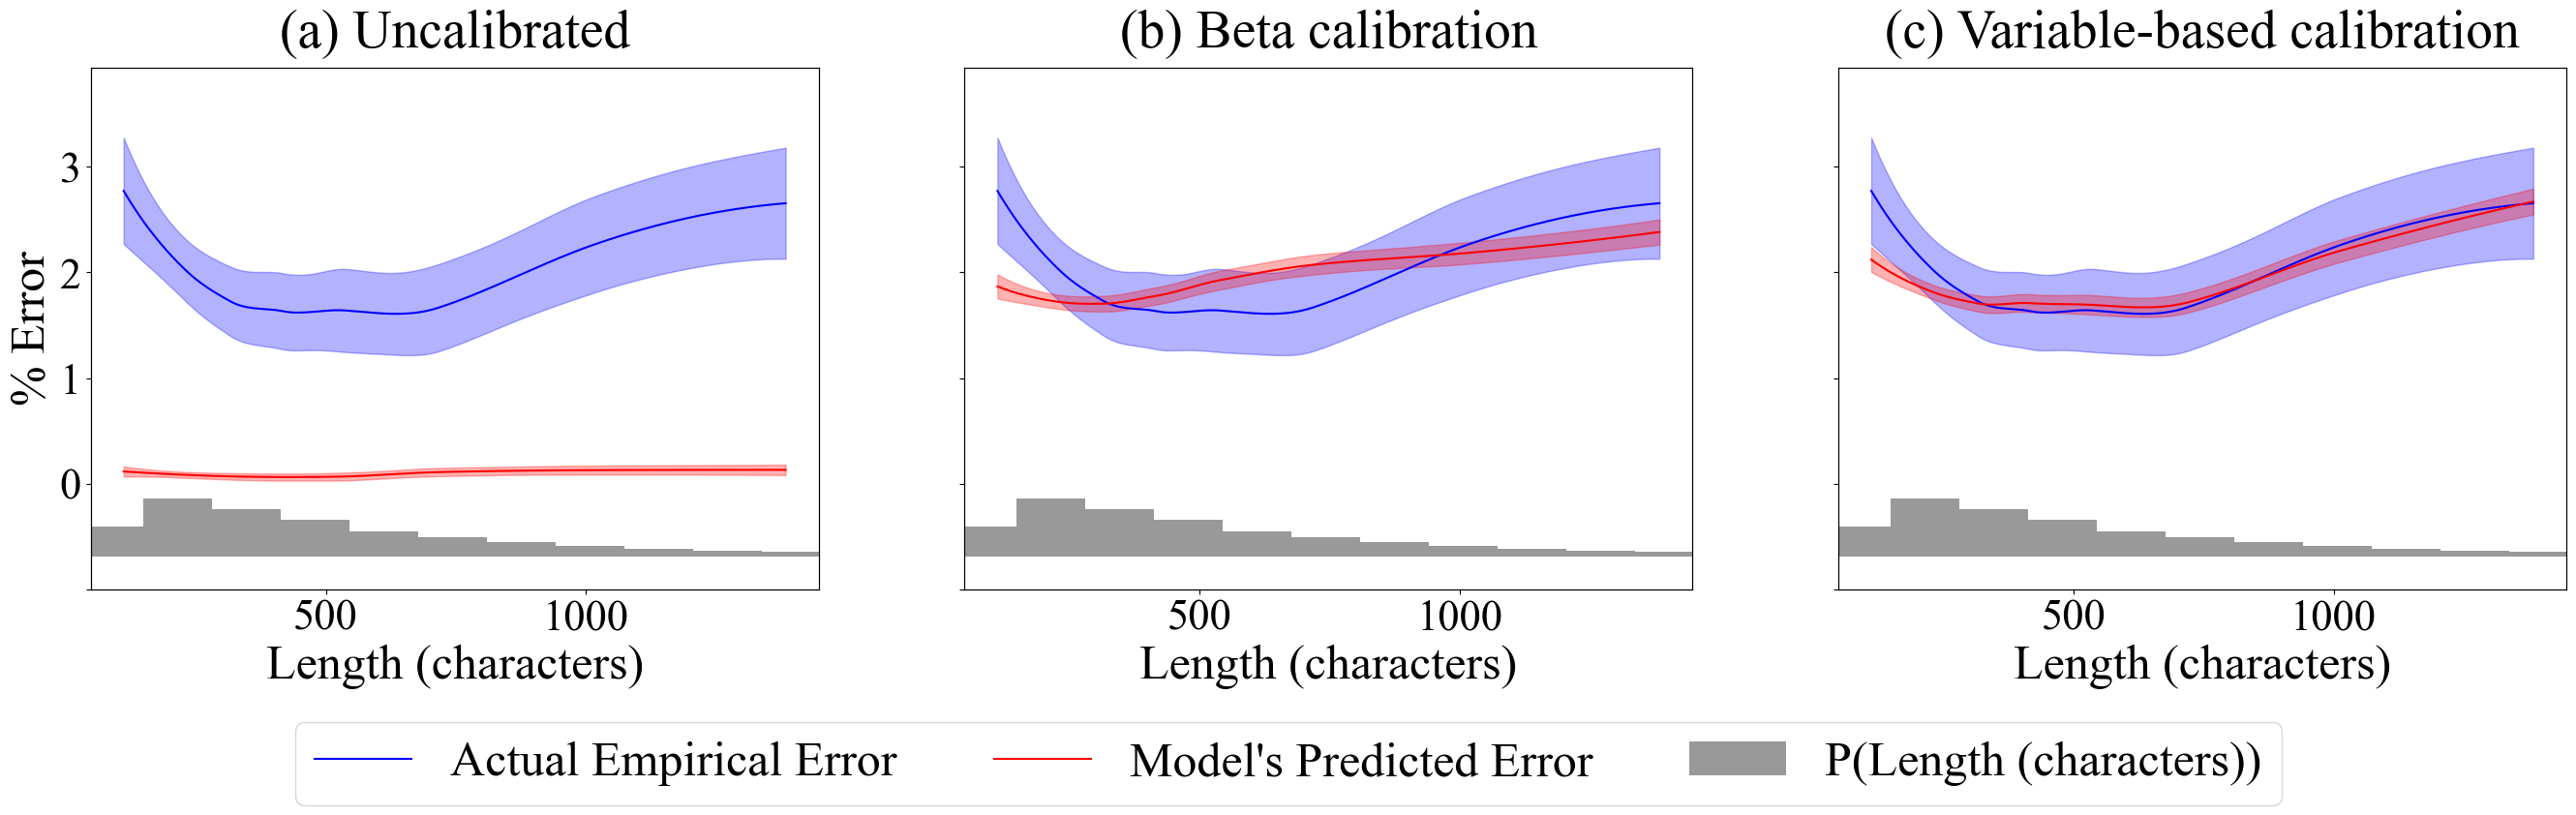 (a) Uncalibrated
(b) Beta calibration
(c) Variable-based calibration
% Error
3
2
1
0
500 1000
500 1000
500 1000
Length (characters)
Length (characters)
Length (characters)
Actual Empirical Error
Model's Predicted Error
P(Length (characters))